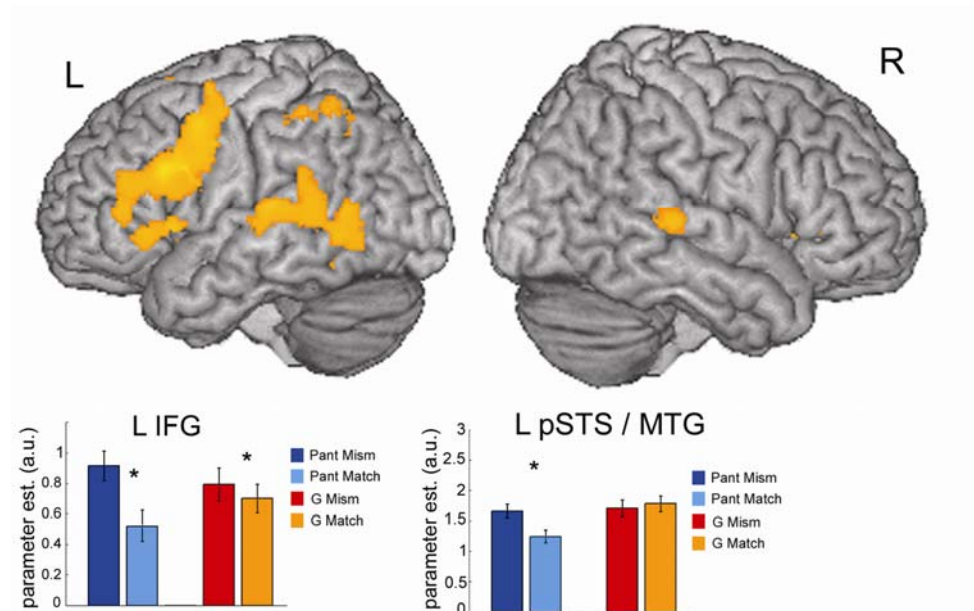 L
R
L IFG
parameter est. (a.u.)
1
0.8
0.6
0.4
0.2
0
*
*
Pant Mism
Pant Match
G Mism
G Match
L pSTS / MTG
parameter est. (a.u.)
3
2.5
2
1.5
1
0.5
0
*
Pant Mism
Pant Match
G Mism
G Match